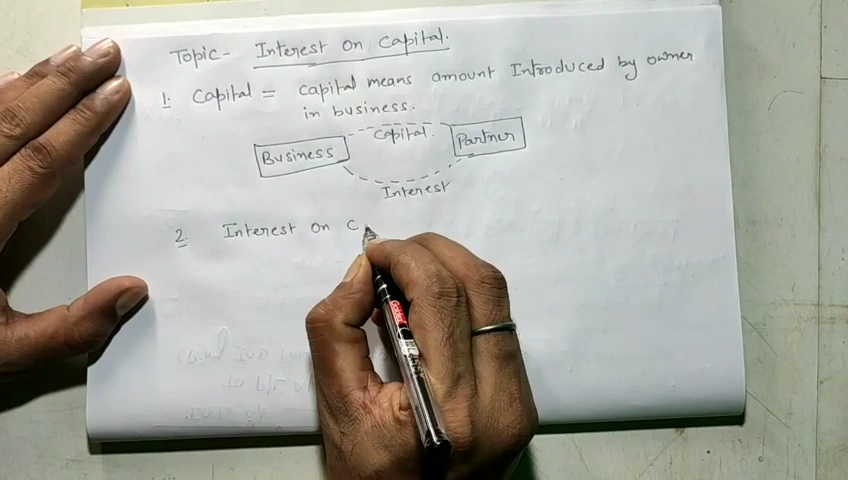 Topic- Interest on Capital.
1. Capital = capital means amount Introduced by owner
in business.
Capital.
Business
Partner
Interest
2. Interest on C